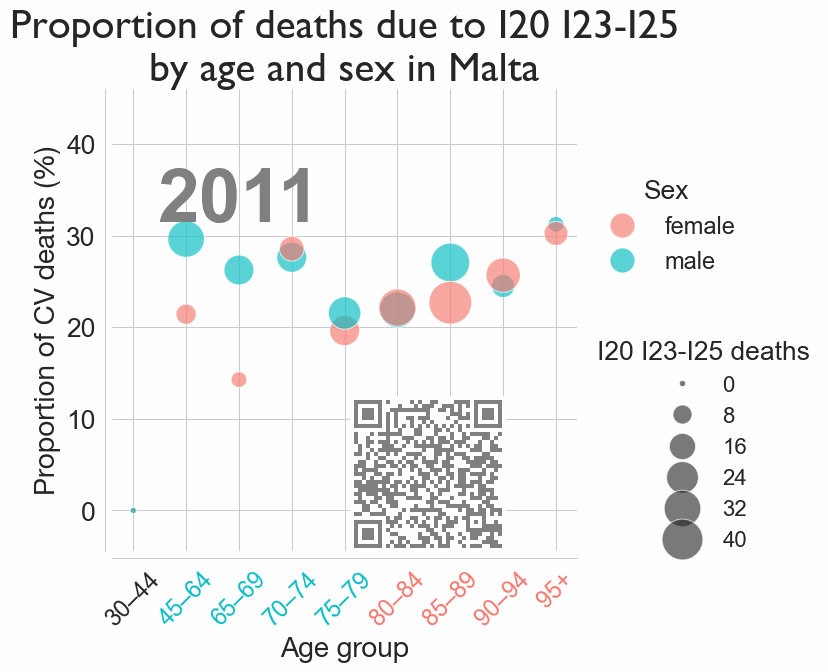 Proportion of deaths due to I20 I23-I25
by age and sex in Malta
Proportion of CV deaths (%)
40
30
20
10
0
2011
30–44
45–64
65–69
70–74
75–79
80–84
85–89
90–94
95+
Age group
Sex
female
male
I20 I23-I25 deaths
0
8
16
24
32
40